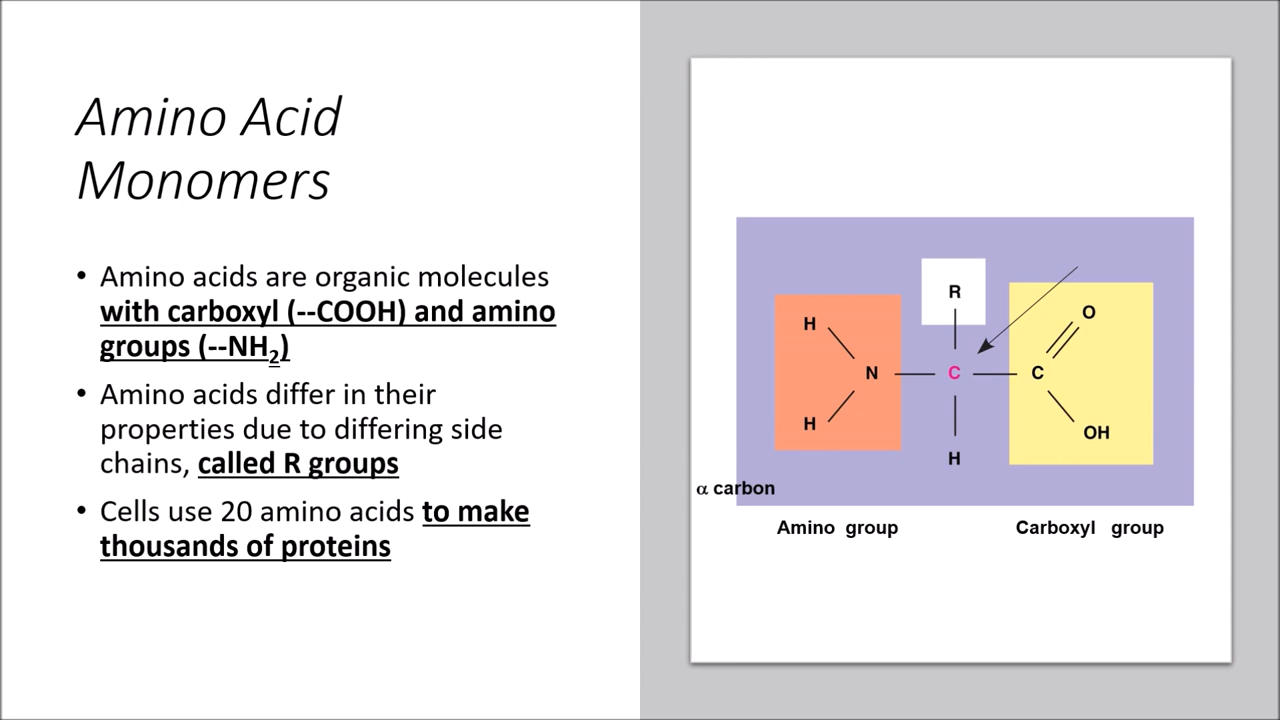 Amino Acid
Monomers
• Amino acids are organic molecules
with carboxyl (--COOH) and amino
groups (--NH₂)
• Amino acids differ in their
properties due to differing side
chains, called R groups
• Cells use 20 amino acids to make
thousands of proteins
R
H
O
N
C
C
H
OH
H
α carbon
Amino group
Carboxyl group